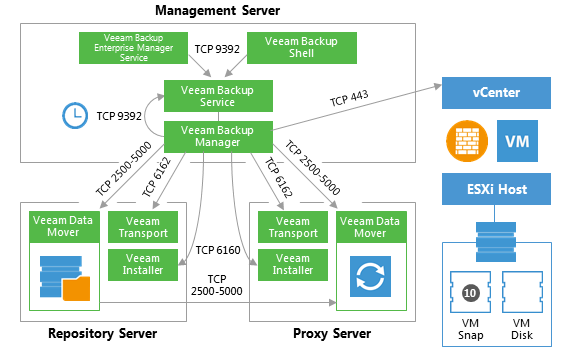 Management Server
Veeam Backup
Enterprise Manager
Service
TCP 9392
Veeam Backup
Shell
Veeam Backup
Service
TCP 9392
Veeam Backup
Manager
TCP 443
vCenter
VM
ESXi Host
TCP 2500-5000
TCP 6162
TCP 6162
TCP 2500-5000
Veeam Data
Mover
Veeam
Transport
Veeam
Installer
TCP 6160
TCP
2500-5000
Veeam
Transport
Veeam
Installer
Veeam Data
Mover
10
VM
Snap
VM
Disk
Repository Server
Proxy Server